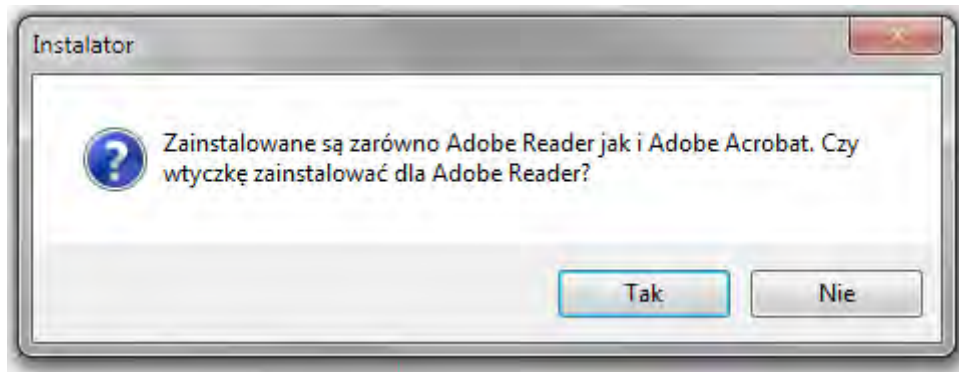 Instalator
Zainstalowane są zarówno Adobe Reader jak i Adobe Acrobat. Czy
wtyczkę zainstalować dla Adobe Reader?
Tak
Nie